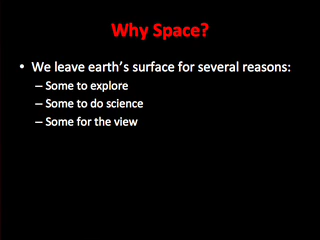 Why Space?
• We leave earth's surface for several reasons:
– Some to explore
– Some to do science
– Some for the view